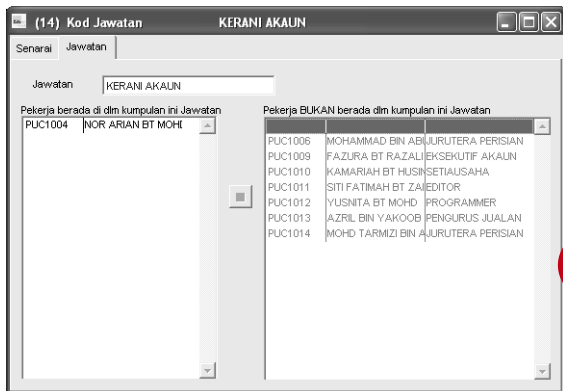 (14) Kod Jawatan KERANI AKAUN
Senarai Jawatan
Jawatan KERANI AKAUN
Pekerja berada di dlm kumpulan ini Jawatan
PUC1004 NOR ARIAN BT MOHD
Pekerja BUKAN berada dlm kumpulan ini Jawatan
PUC1006 MOHAMMAD BIN ABU JURUTERA PERISIAN
PUC1009 FAZURA BT RAZALI EKSEKUTIF AKAUN
PUC1010 KAMARIAH BT HUSIN SETIAUSAHA
PUC1011 SITI FATIMAH BT ZAI EDITOR
PUC1012 YUSNITA BT MOHD PROGRAMMER
PUC1013 AZRIL BIN YAKOOB PENGURUS JUALAN
PUC1014 MOHD TARMIZI BIN A JURUTERA PERISIAN